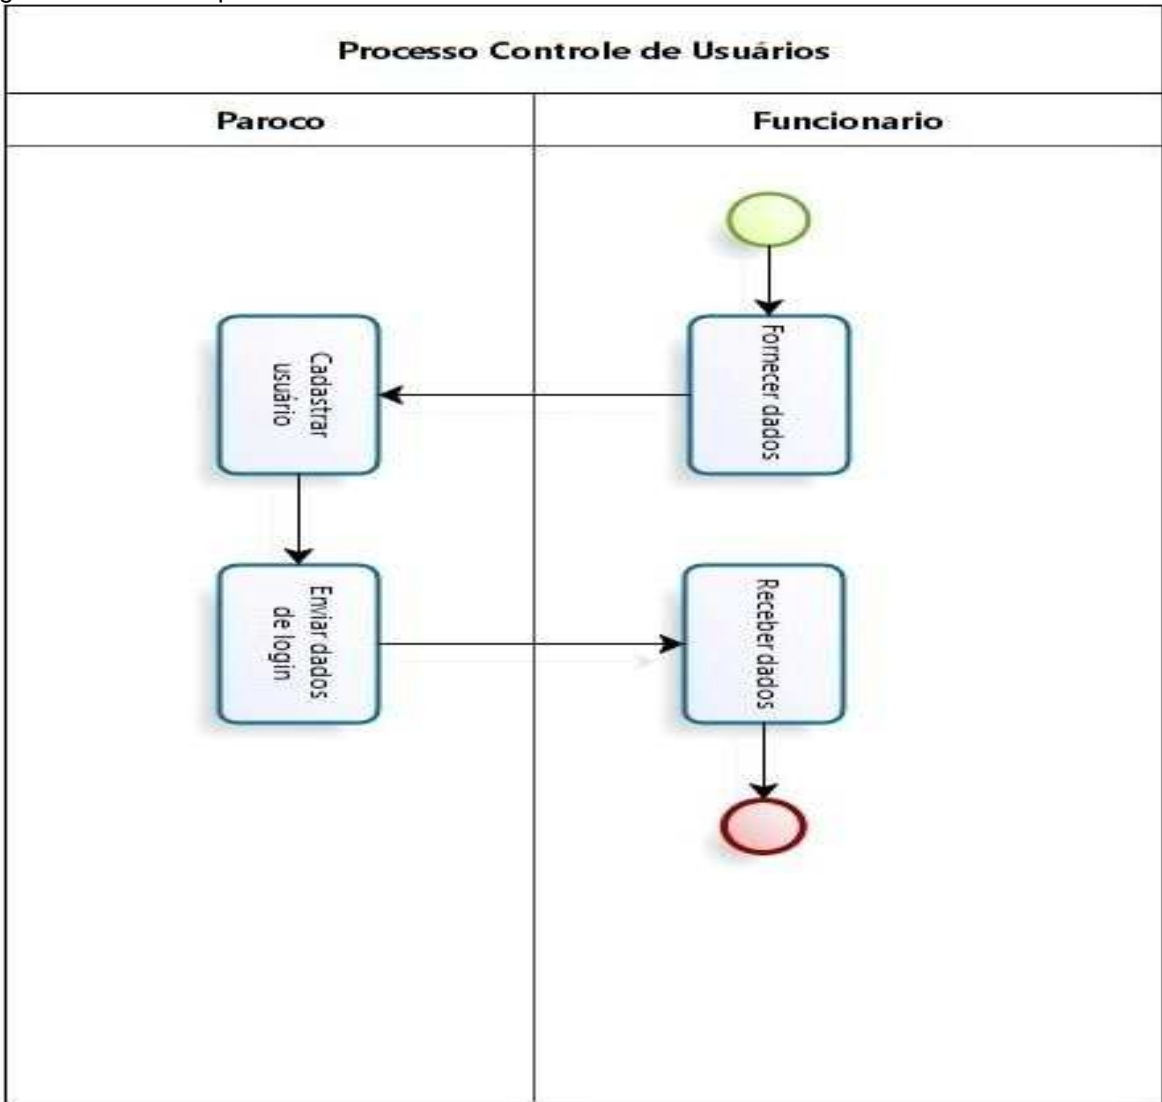 Processo Controle de Usuários
Paroco
Funcionario
Fornecer dados
Cadastrar
usuário
Enviar dados
de login
Receber dados